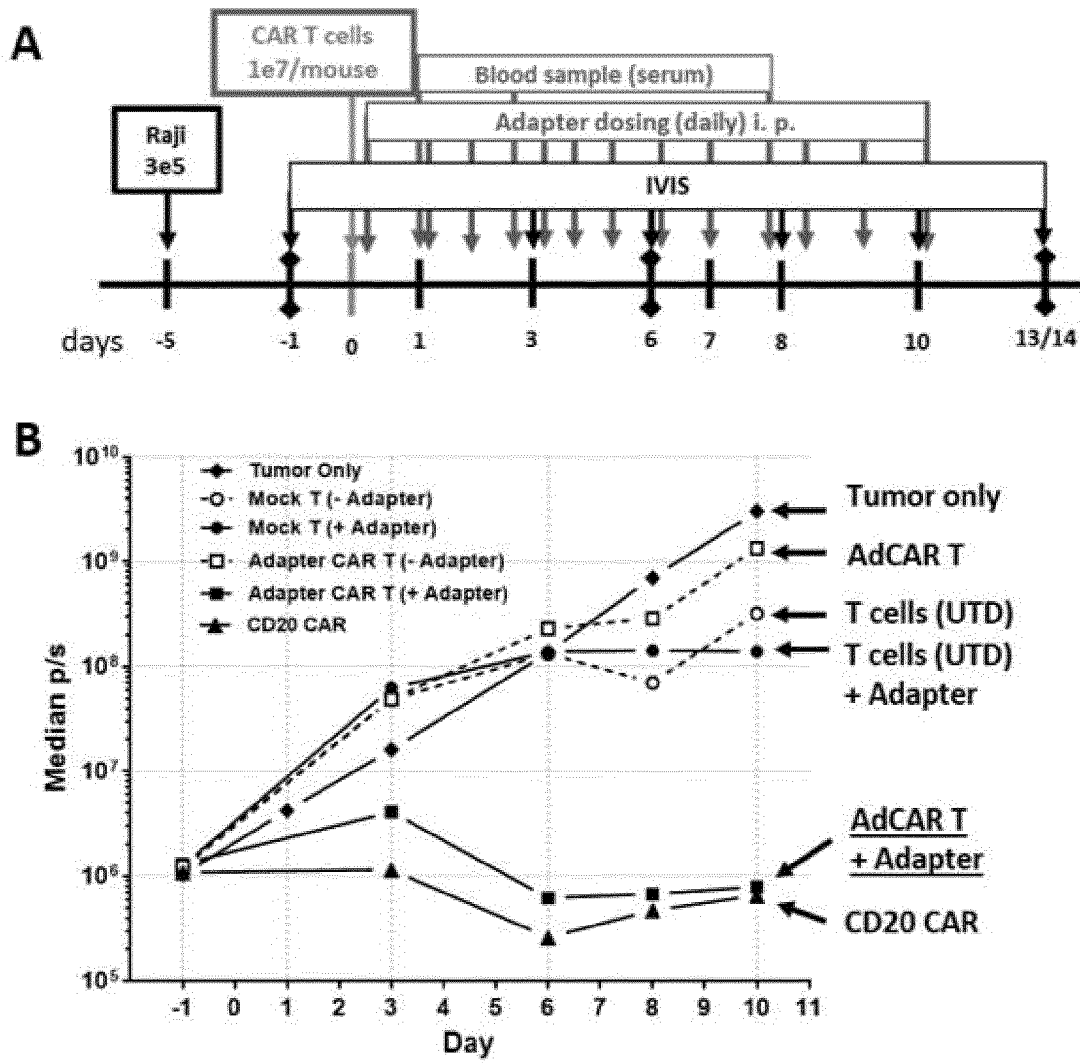 A
CAR T cells
1e7/mouse
Blood sample (serum)
Adapter dosing (daily) i. p.
Raji
3e5
IVIS
days -5 -1 0 1 3 6 7 8 10 13/14
B
Tumor Only
Mock T (- Adapter)
Mock T (+ Adapter)
Adapter CAR T (- Adapter)
Adapter CAR T (+ Adapter)
CD20 CAR
10¹⁰
10⁹
10⁸
10⁷
10⁶
10⁵
Median p/s
-1 0 1 2 3 4 5 6 7 8 9 10 11
Day
Tumor only
AdCAR T
T cells (UTD)
T cells (UTD)
+ Adapter
AdCAR T
+ Adapter
CD20 CAR